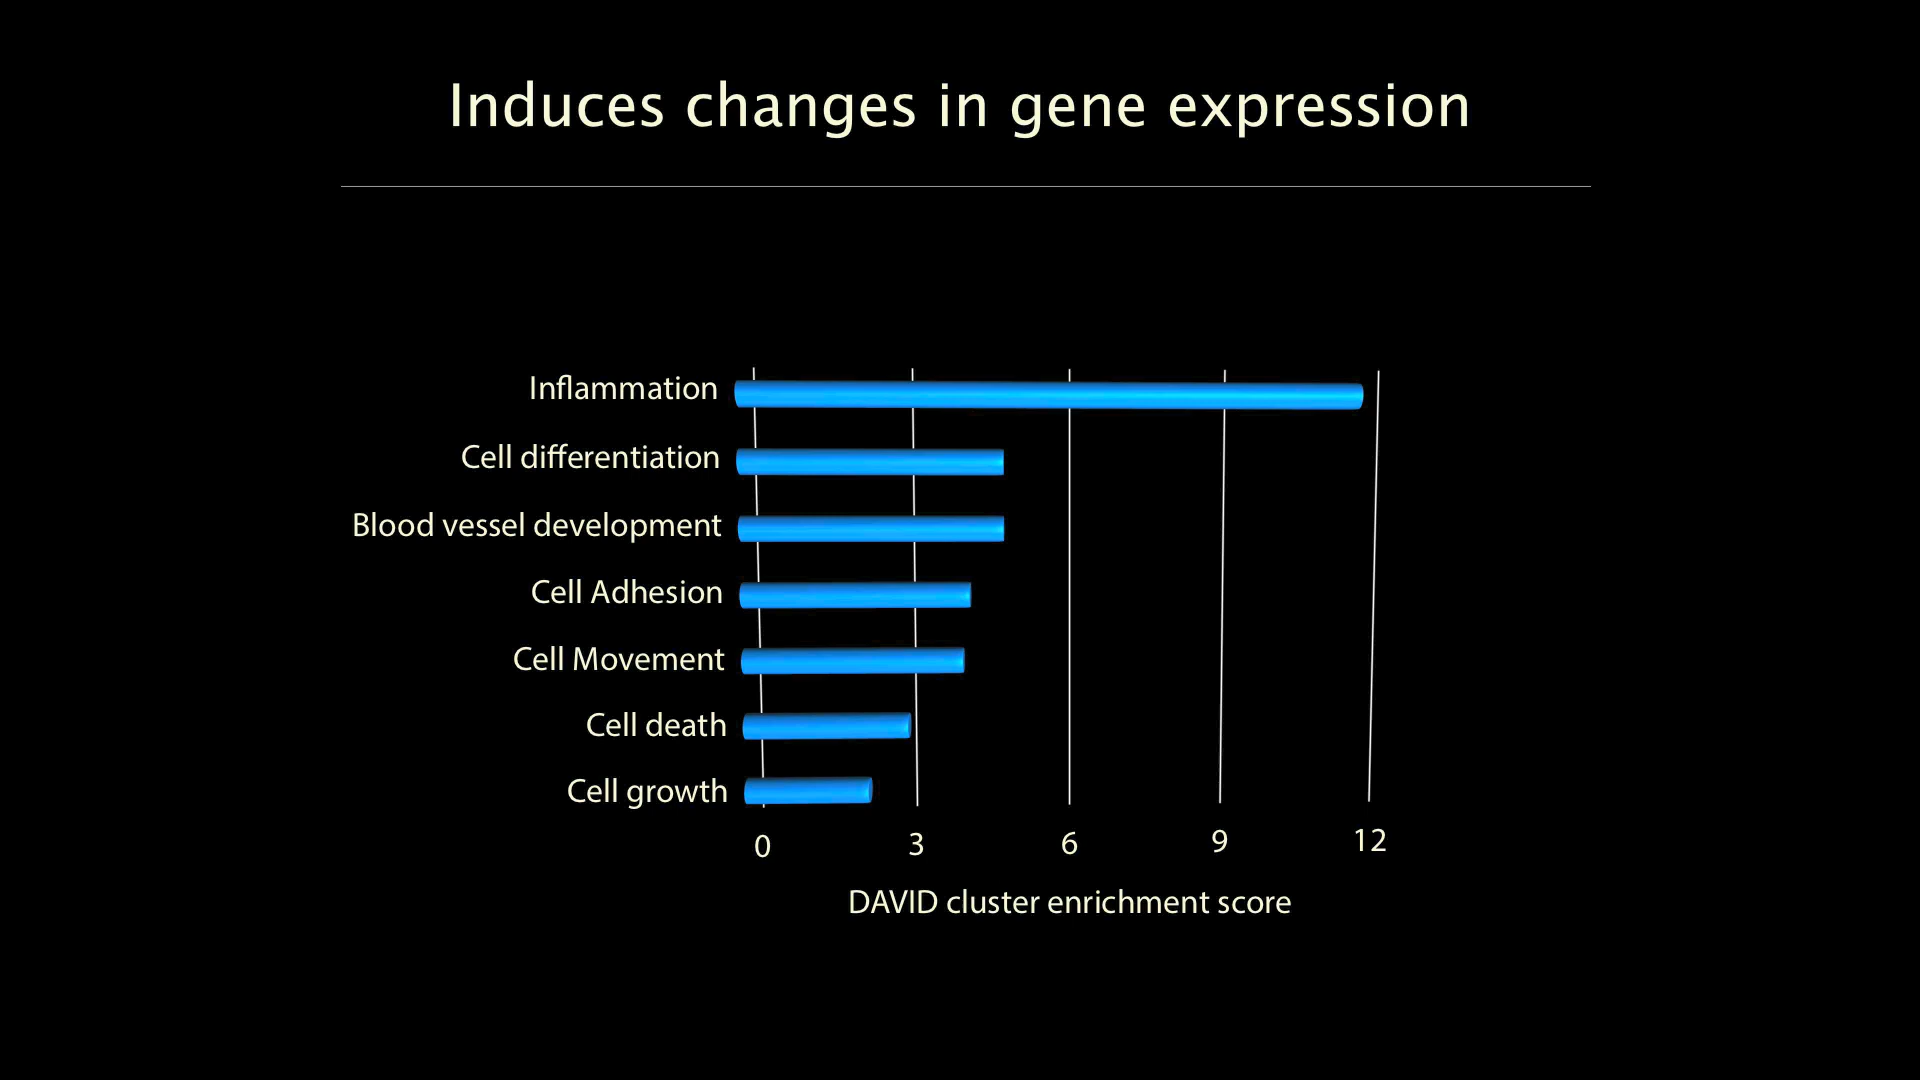 Induces changes in gene expression
Inflammation
Cell differentiation
Blood vessel development
Cell Adhesion
Cell Movement
Cell death
Cell growth
0 3 6 9 12
DAVID cluster enrichment score